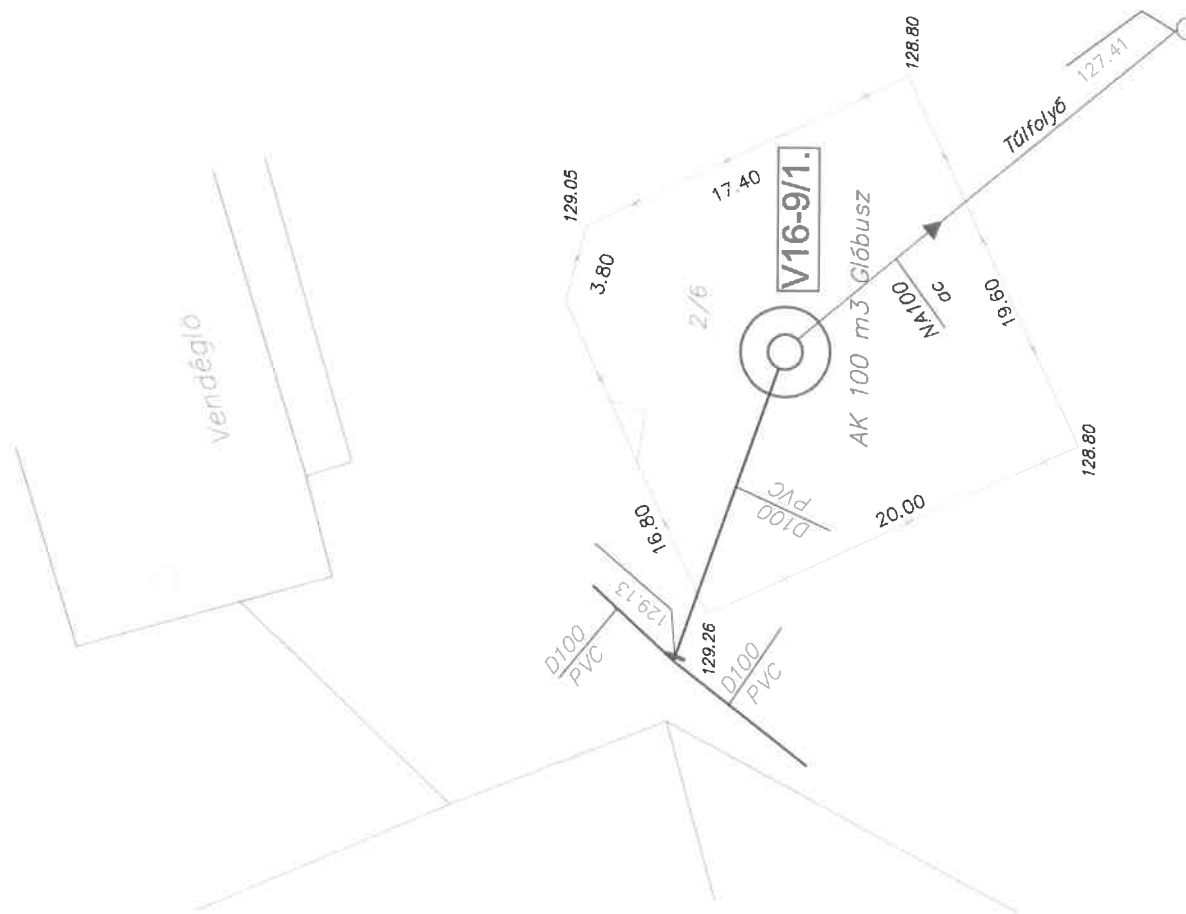 Vendéglö
129.05
128.80
3.80
17.40
2/6
V16-9/1.
AK 100 m3 Glóbusz
Túlfolyó
127.41
NA100
ac
19.60
128.80
20.00
16.80
D100
PVC
129.13
129.26
D100
PVC
D100
PVC